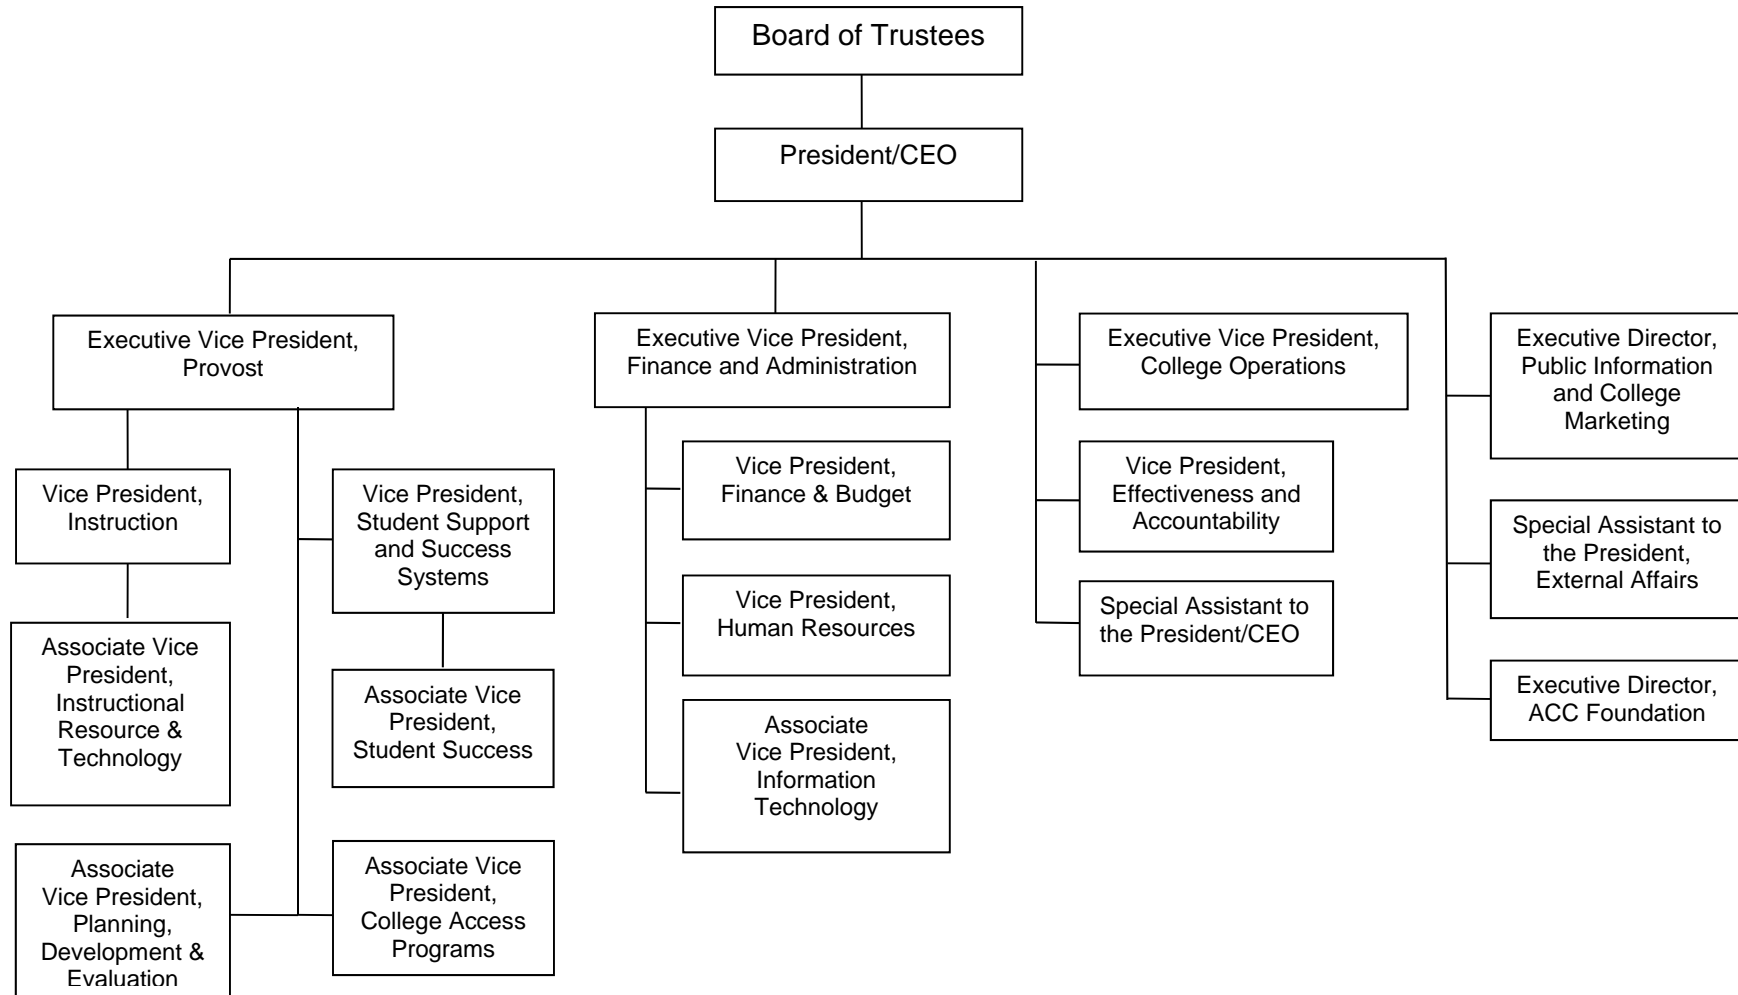 Board of Trustees
President/CEO
Executive Vice President,
Provost
Executive Vice President,
Finance and Administration
Executive Vice President,
College Operations
Executive Director,
Public Information
and College
Marketing
Vice President,
Instruction
Vice President,
Student Support
and Success
Systems
Vice President,
Finance & Budget
Vice President,
Effectiveness and
Accountability
Special Assistant to
the President,
External Affairs
Associate Vice
President,
Instructional
Resource &
Technology
Associate Vice
President,
Student Success
Vice President,
Human Resources
Special Assistant to
the President/CEO
Executive Director,
ACC Foundation
Associate
Vice President,
Information
Technology
Associate
Vice President,
Planning,
Development &
Evaluation
Associate Vice
President,
College Access
Programs